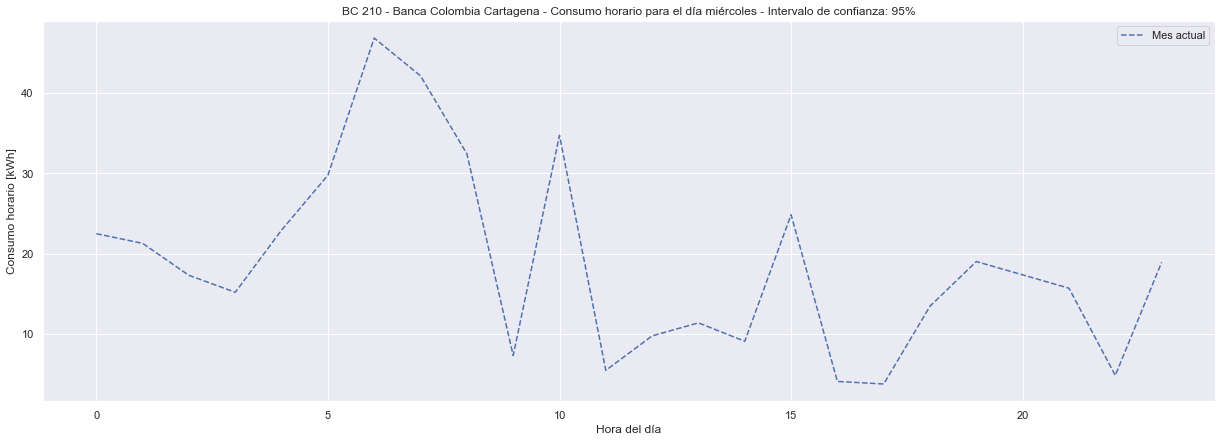 BC 210 - Banca Colombia Cartagena - Consumo horario para el día miércoles - Intervalo de confianza: 95%
Mes actual
Consumo horario [kWh]
40
30
20
10
0 5 10 15 20
Hora del día